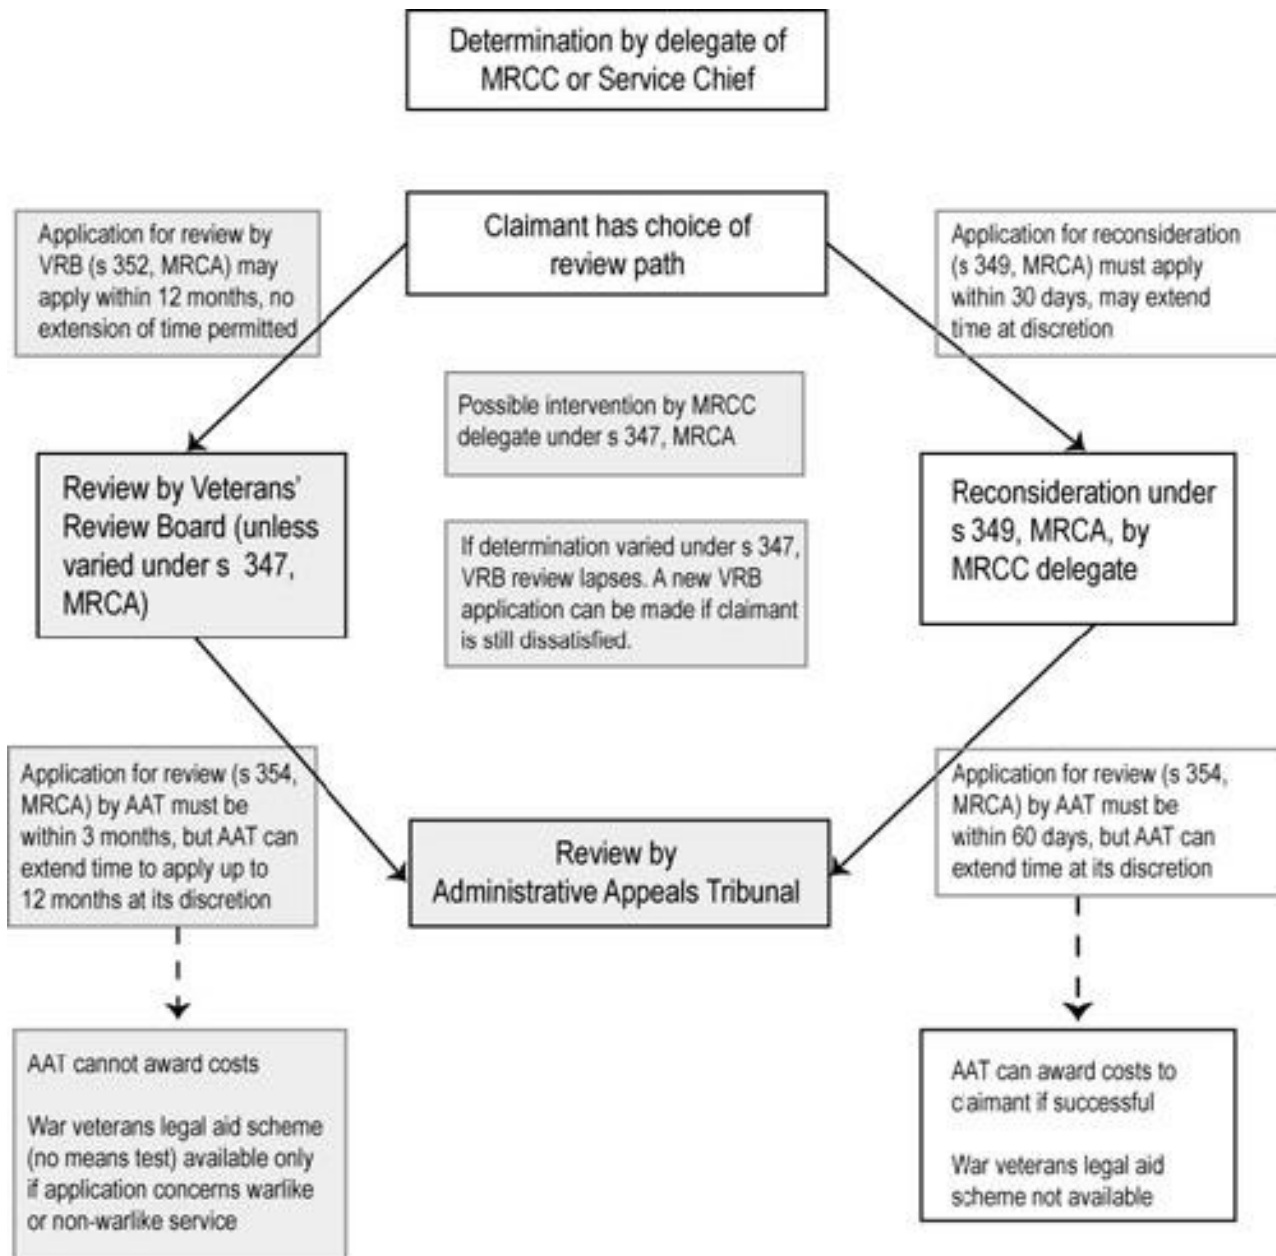 Determination by delegate of
MRCC or Service Chief
Claimant has choice of
review path
Application for review by
VRB (s 352, MRCA) may
apply within 12 months, no
extension of time permitted
Application for reconsideration
(s 349, MRCA) must apply
within 30 days, may extend
time at discretion
Possible intervention by MRCC
delegate under s 347, MRCA
Review by Veterans'
Review Board (unless
varied under s 347,
MRCA)
If determination varied under s 347,
VRB review lapses. A new VRB
application can be made if claimant
is still dissatisfied.
Reconsideration under
s 349, MRCA, by
MRCC delegate
Application for review (s 354,
MRCA) by AAT must be
within 3 months, but AAT can
extend time to apply up to
12 months at its discretion
Review by
Administrative Appeals Tribunal
Application for review (s 354,
MRCA) by AAT must be
within 60 days, but AAT can
extend time at its discretion
AAT cannot award costs
War veterans legal aid scheme
(no means test) available only
if application concerns warlike
or non-warlike service
AAT can award costs to
claimant if successful
War veterans legal aid
scheme not available